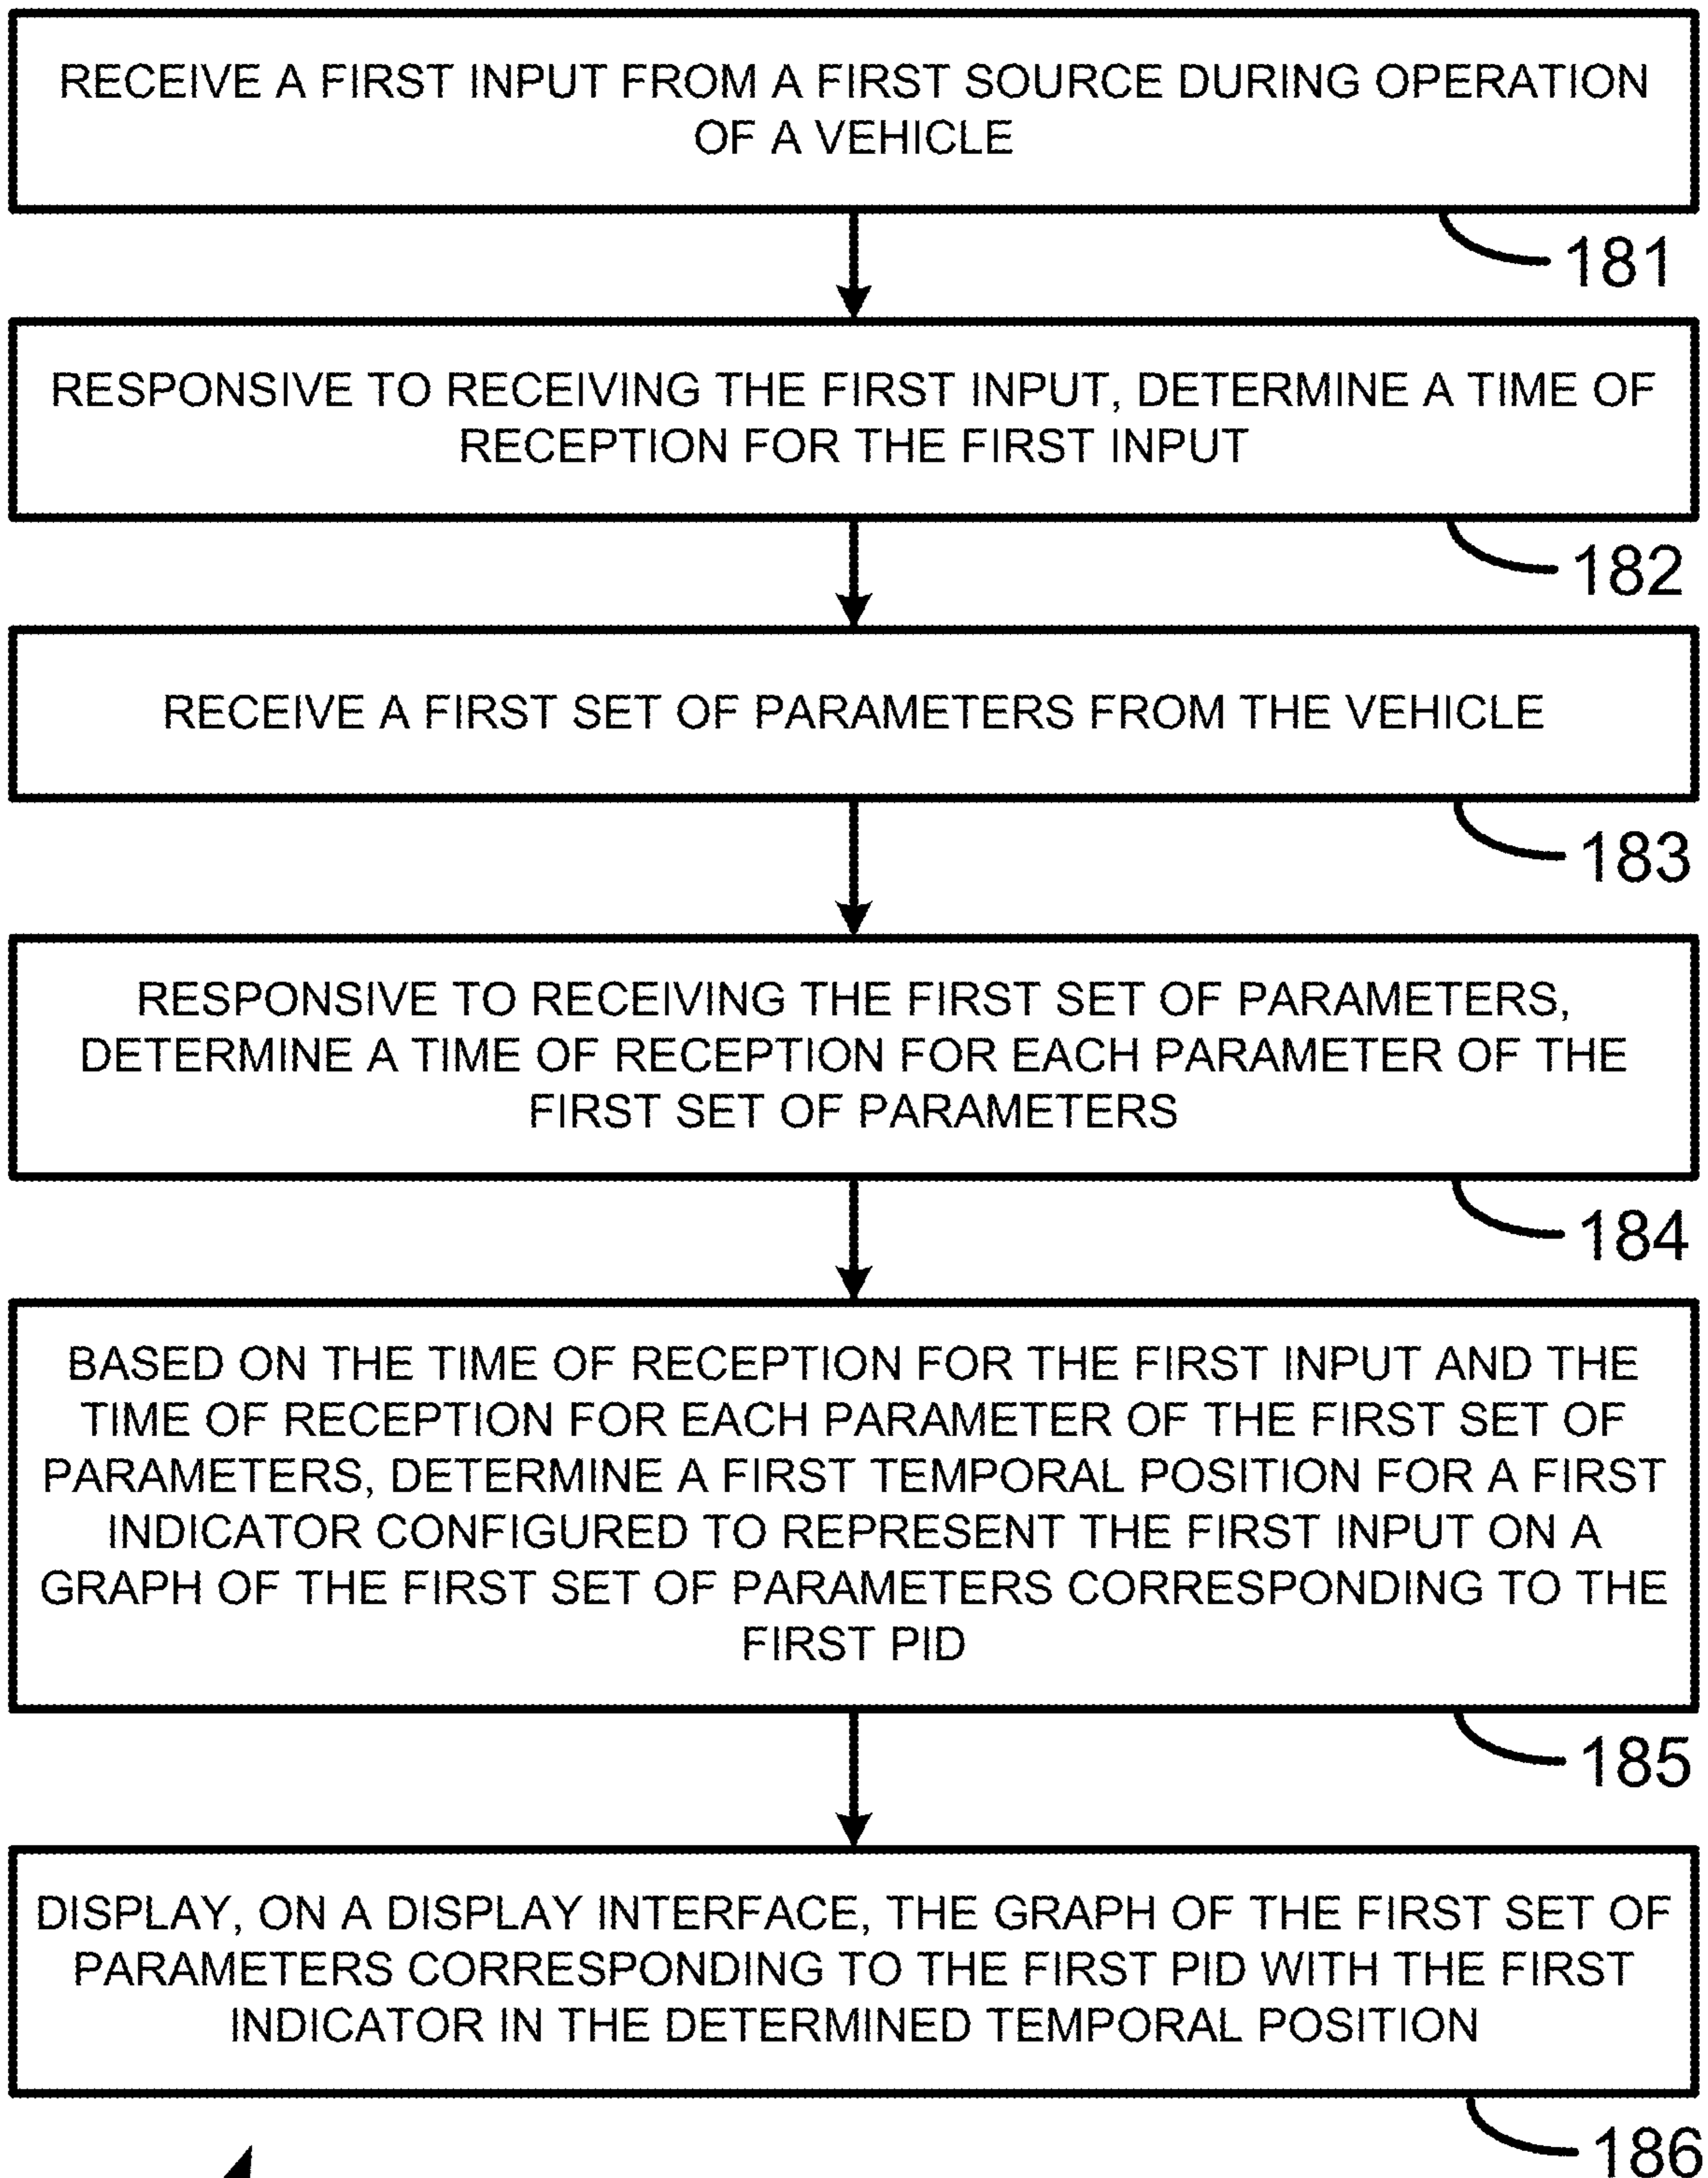 RECEIVE A FIRST INPUT FROM A FIRST SOURCE DURING OPERATION
OF A VEHICLE
181
RESPONSIVE TO RECEIVING THE FIRST INPUT, DETERMINE A TIME OF
RECEPTION FOR THE FIRST INPUT
182
RECEIVE A FIRST SET OF PARAMETERS FROM THE VEHICLE
183
RESPONSIVE TO RECEIVING THE FIRST SET OF PARAMETERS,
DETERMINE A TIME OF RECEPTION FOR EACH PARAMETER OF THE
FIRST SET OF PARAMETERS
184
BASED ON THE TIME OF RECEPTION FOR THE FIRST INPUT AND THE
TIME OF RECEPTION FOR EACH PARAMETER OF THE FIRST SET OF
PARAMETERS, DETERMINE A FIRST TEMPORAL POSITION FOR A FIRST
INDICATOR CONFIGURED TO REPRESENT THE FIRST INPUT ON A
GRAPH OF THE FIRST SET OF PARAMETERS CORRESPONDING TO THE
FIRST PID
185
DISPLAY, ON A DISPLAY INTERFACE, THE GRAPH OF THE FIRST SET OF
PARAMETERS CORRESPONDING TO THE FIRST PID WITH THE FIRST
INDICATOR IN THE DETERMINED TEMPORAL POSITION
186